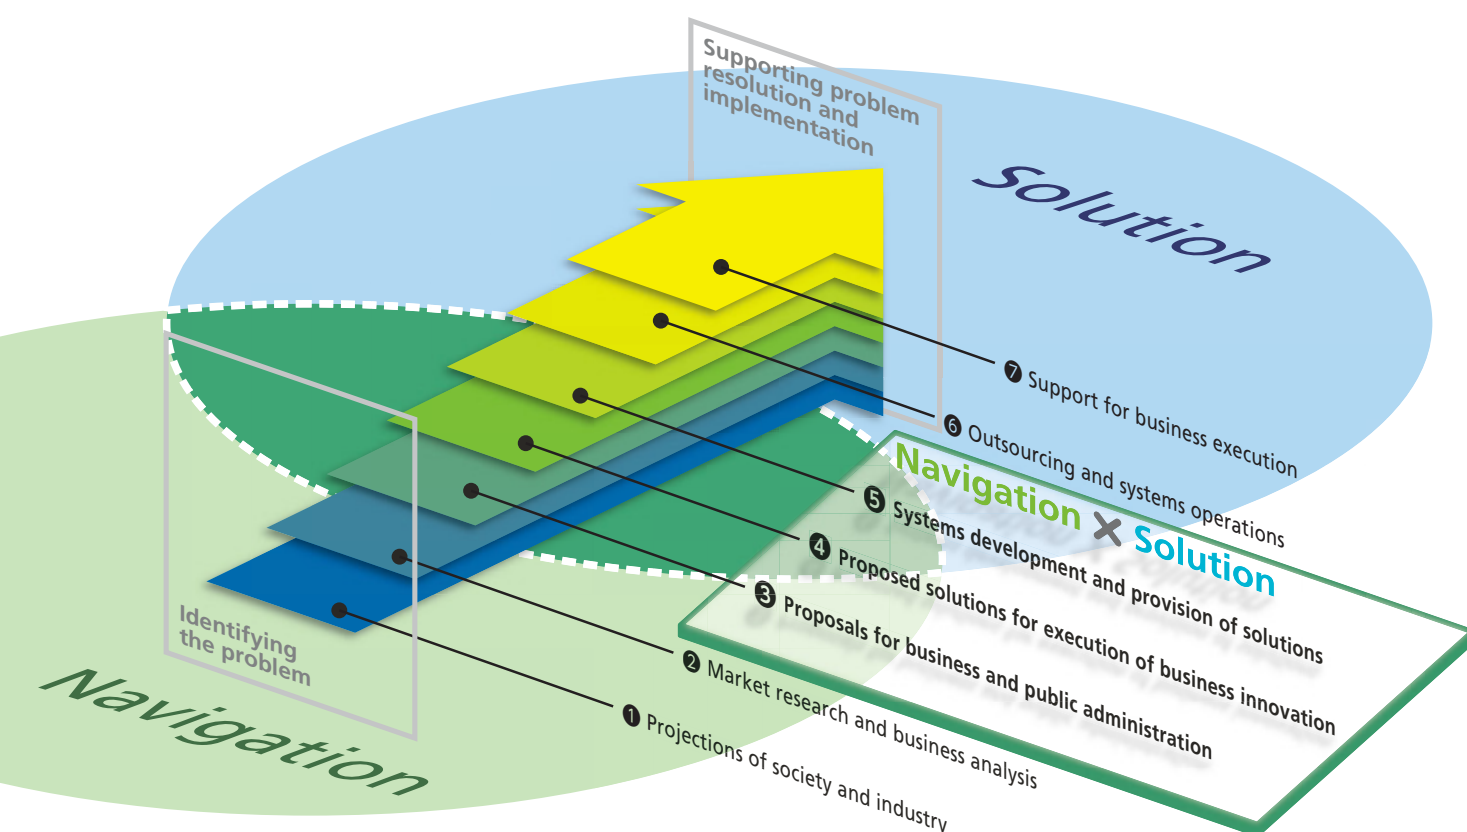 Supporting problem
resolution and
implementation
Solution
❼ Support for business execution
❻ Outsourcing and systems operations
Navigation × Solution
❺ Systems development and provision of solutions
❹ Proposed solutions for execution of business innovation
❸ Proposals for business and public administration
❷ Market research and business analysis
❶ Projections of society and industry
Identifying
the problem
Navigation